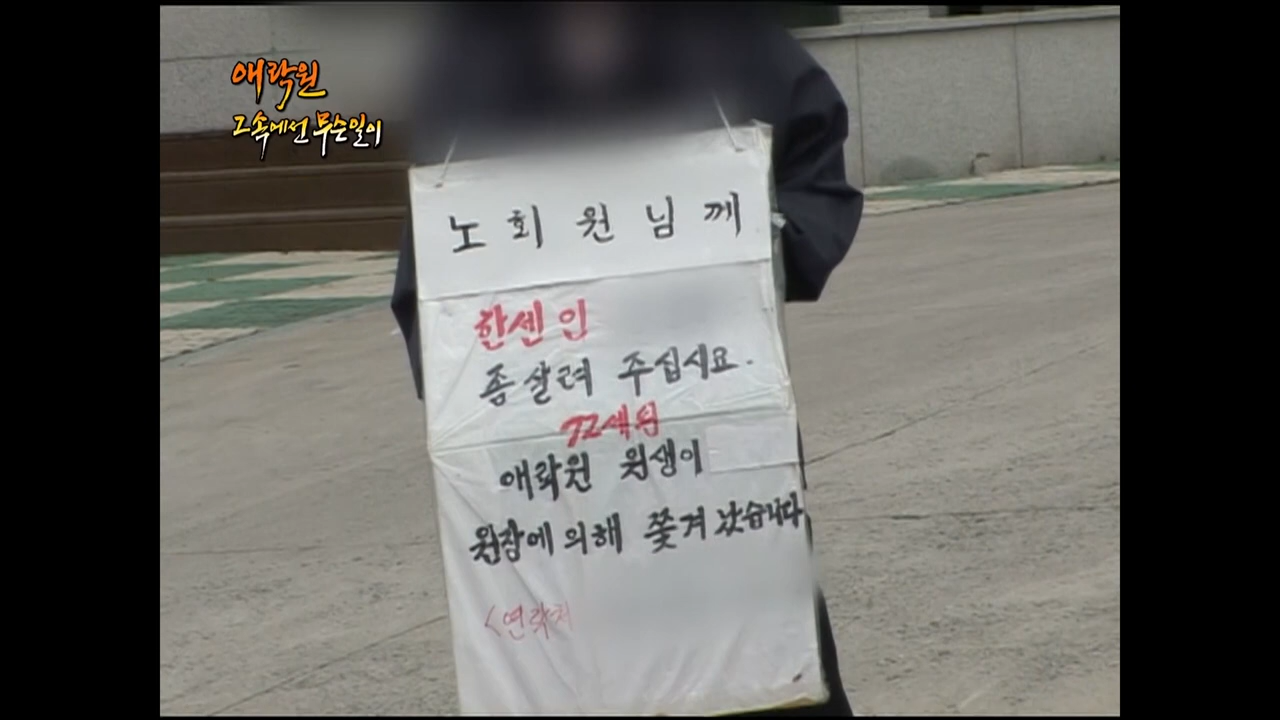 애락원
그속에선 무슨일이
노회원님께
한센인
좀 살려 주십시요.
72세된
애락원 원생이
원장에 의해 쫓겨 났습니다
<연락처